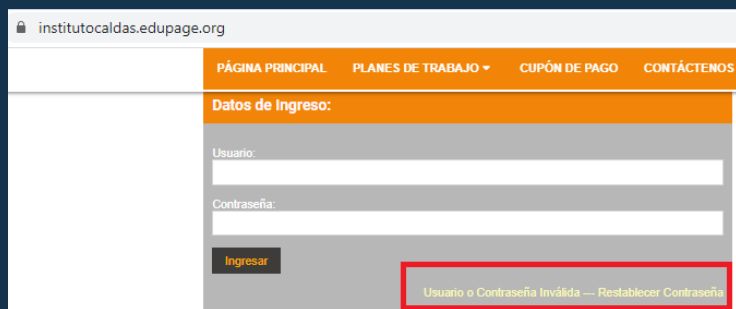 institutocaldas.edupage.org
PÁGINA PRINCIPAL PLANES DE TRABAJO CUPÓN DE PAGO CONTÁCTENOS
Datos de Ingreso:
Usuario:
Contraseña:
Ingresar
Usuario o Contraseña Inválida --- Restablecer Contraseña